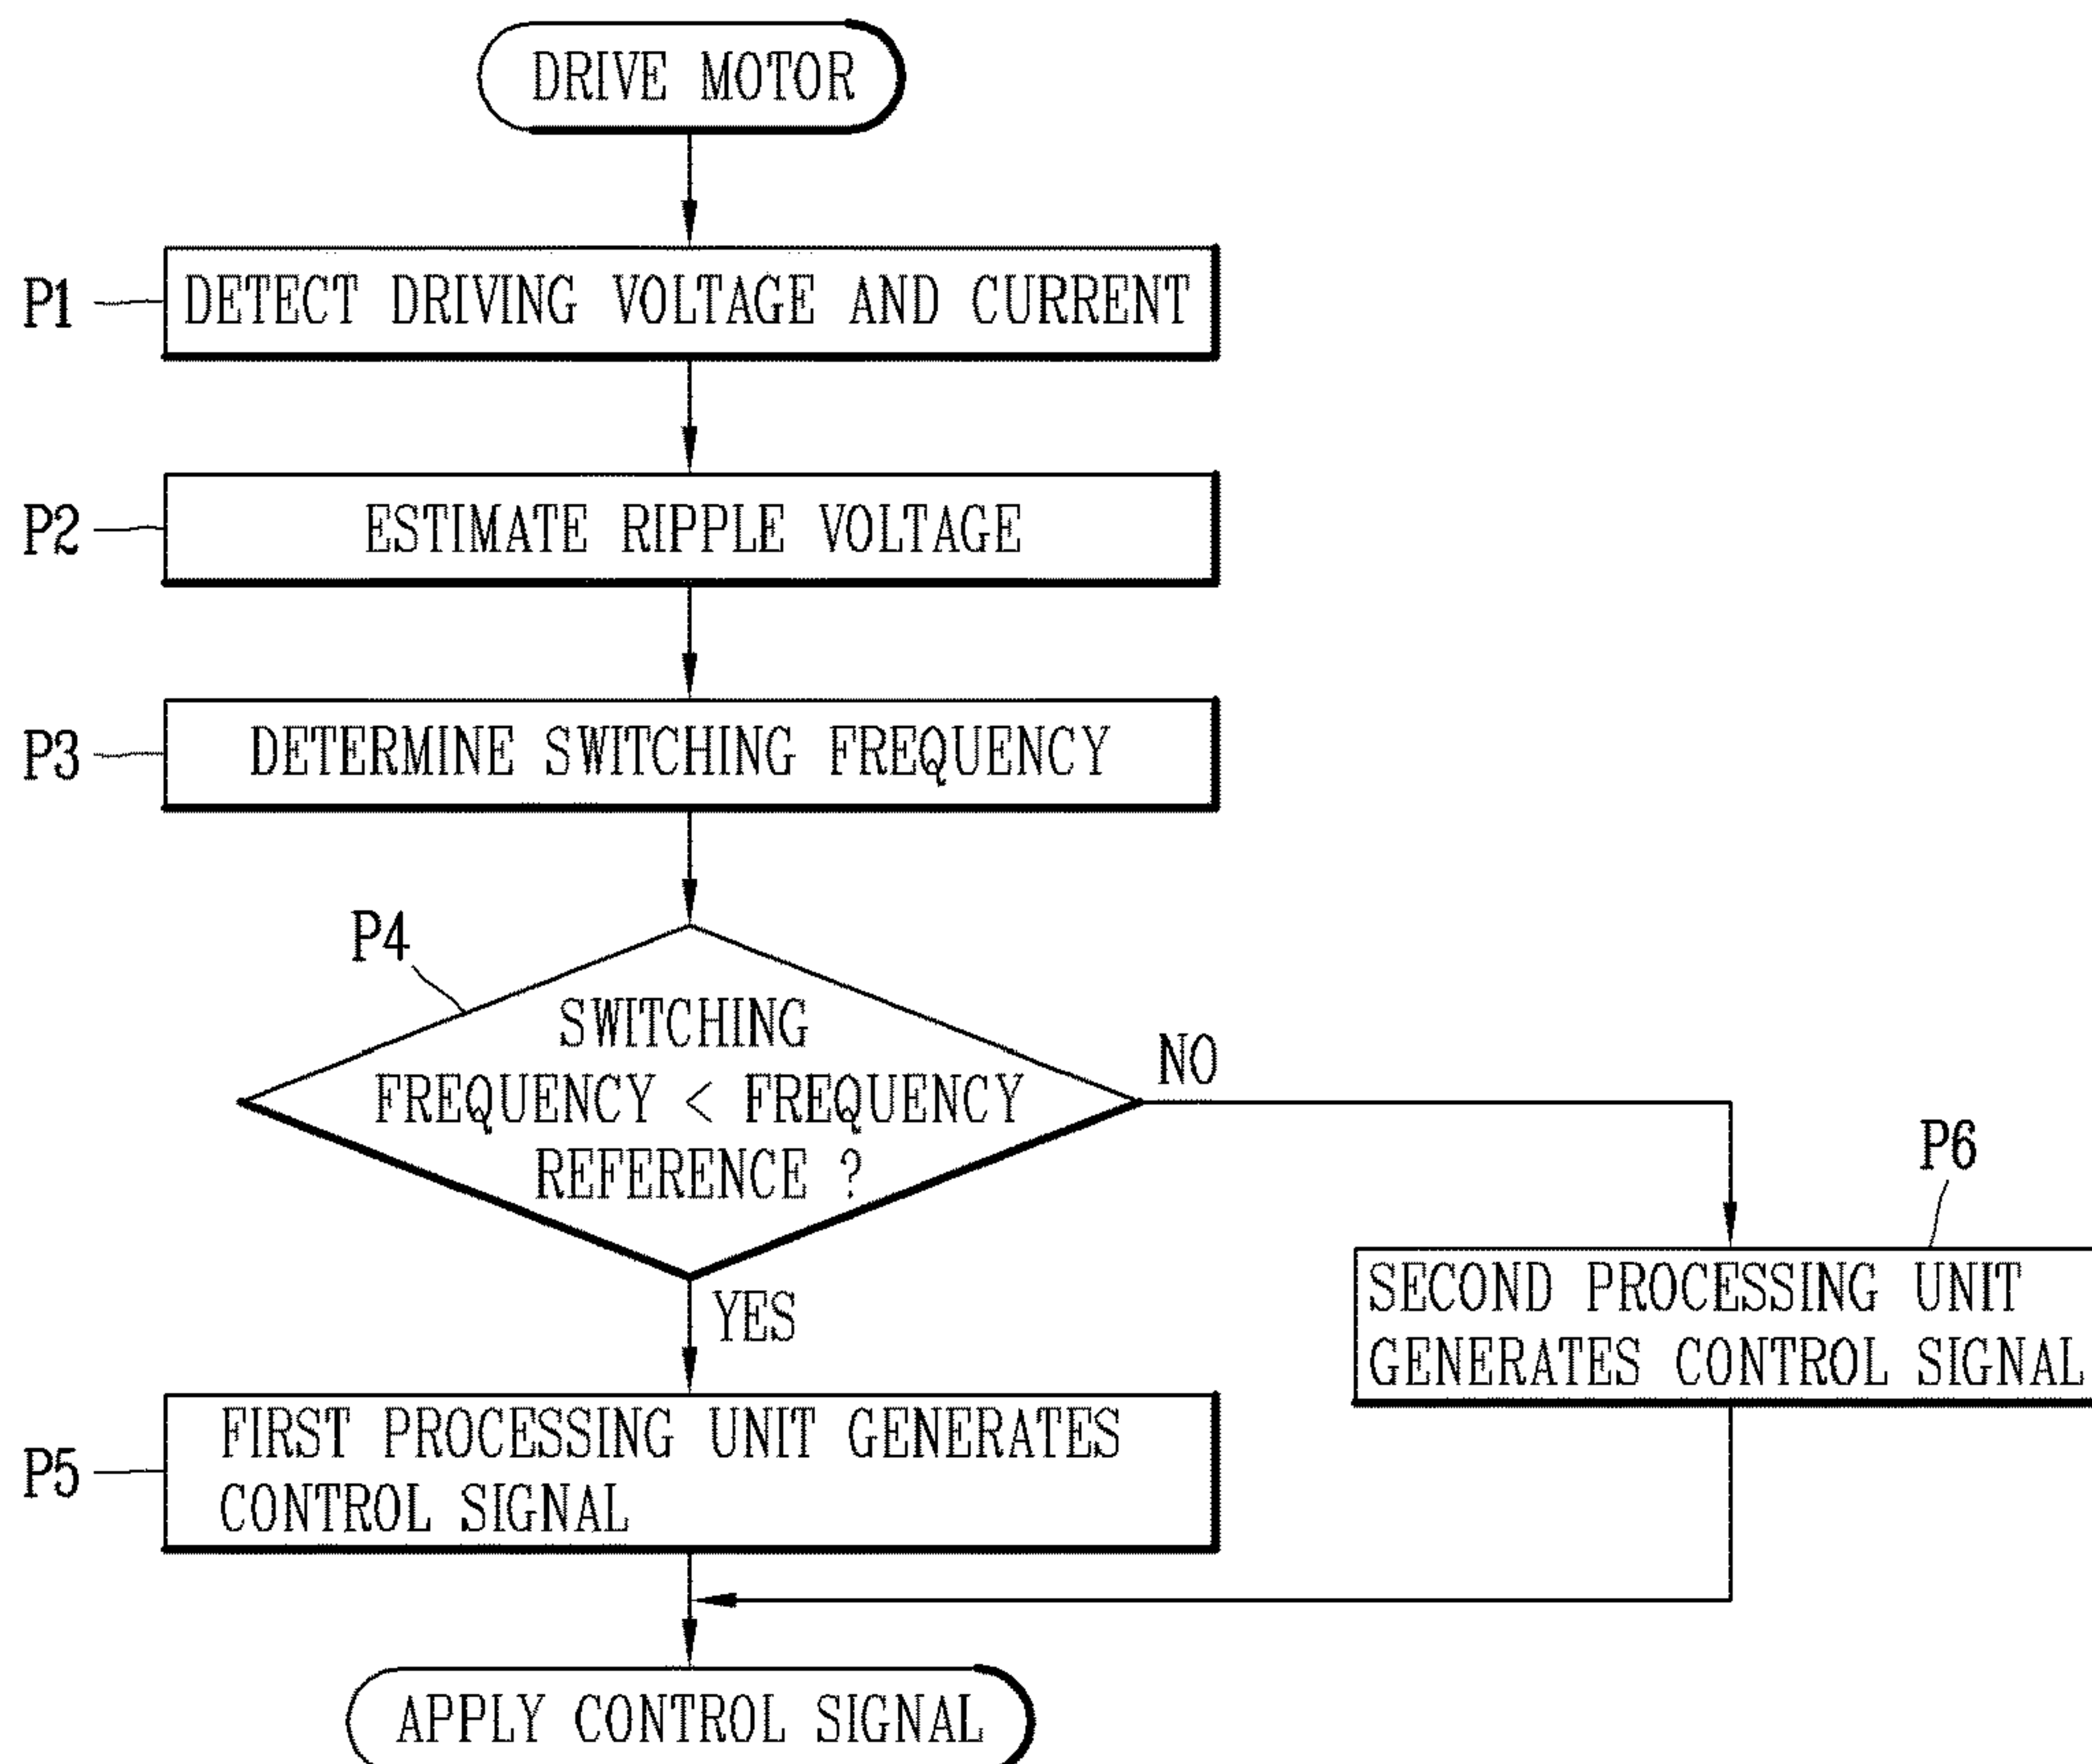 DRIVE MOTOR
P1
DETECT DRIVING VOLTAGE AND CURRENT
P2
ESTIMATE RIPPLE VOLTAGE
P3
DETERMINE SWITCHING FREQUENCY
P4
SWITCHING
FREQUENCY < FREQUENCY
REFERENCE ?
NO
YES
P6
SECOND PROCESSING UNIT
GENERATES CONTROL SIGNAL
P5
FIRST PROCESSING UNIT GENERATES
CONTROL SIGNAL
APPLY CONTROL SIGNAL